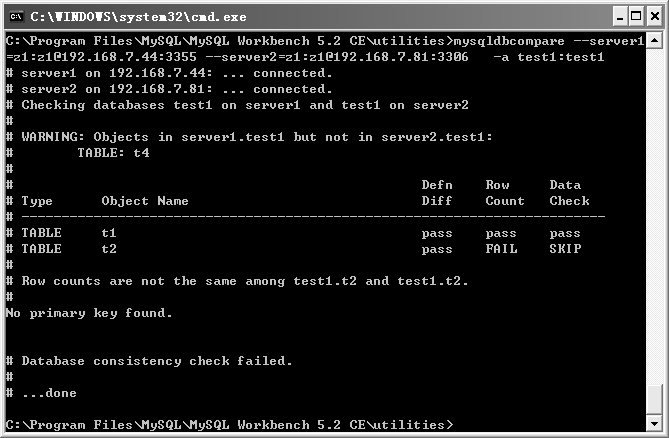 C:\WINDOWS\system32\cmd.exe
C:\Program Files\MySQL\MySQL Workbench 5.2 CE\utilities>mysqldbcompare --server1
=z1:z1@192.168.7.44:3355 --server2=z1:z1@192.168.7.81:3306   -a test1:test1
# server1 on 192.168.7.44: ... connected.
# server2 on 192.168.7.81: ... connected.
# Checking databases test1 on server1 and test1 on server2
#
# WARNING: Objects in server1.test1 but not in server2.test1:
#        TABLE: t4
#
#                                                   Defn    Row     Data
# Type      Object Name                             Diff    Count   Check
# -------------------------------------------------------------------------
# TABLE     t1                                      pass    pass    pass
# TABLE     t2                                      pass    FAIL    SKIP
#
# Row counts are not the same among test1.t2 and test1.t2.
#
No primary key found.
# Database consistency check failed.
#
# ...done
C:\Program Files\MySQL\MySQL Workbench 5.2 CE\utilities>